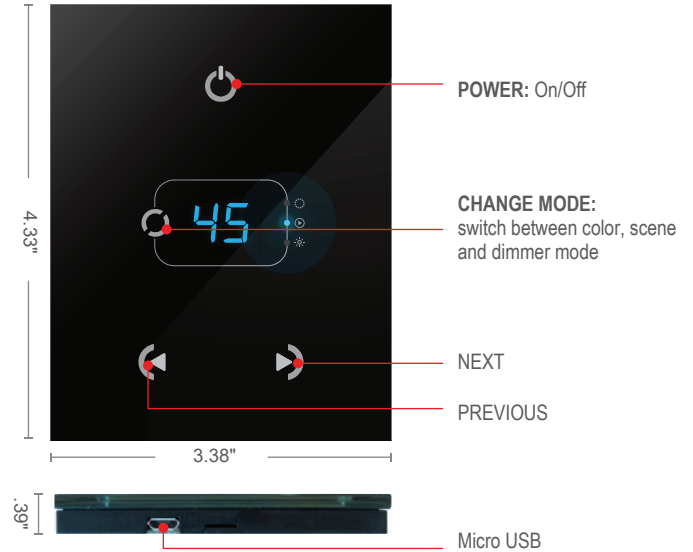 POWER: On/Off
45
CHANGE MODE:
switch between color, scene
and dimmer mode
4.33"
NEXT
PREVIOUS
3.38"
.39"
Micro USB